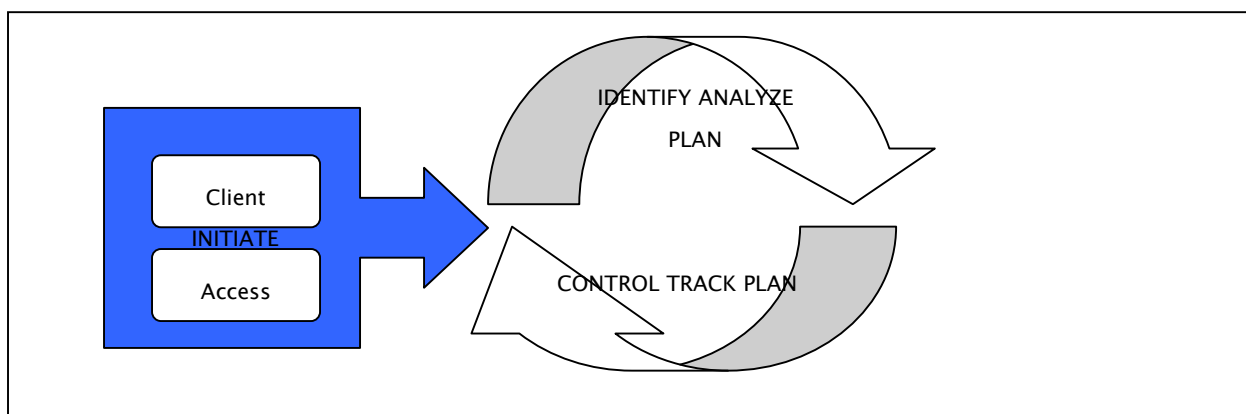 Client
INITIATE
Access
IDENTIFY ANALYZE
PLAN
CONTROL TRACK PLAN